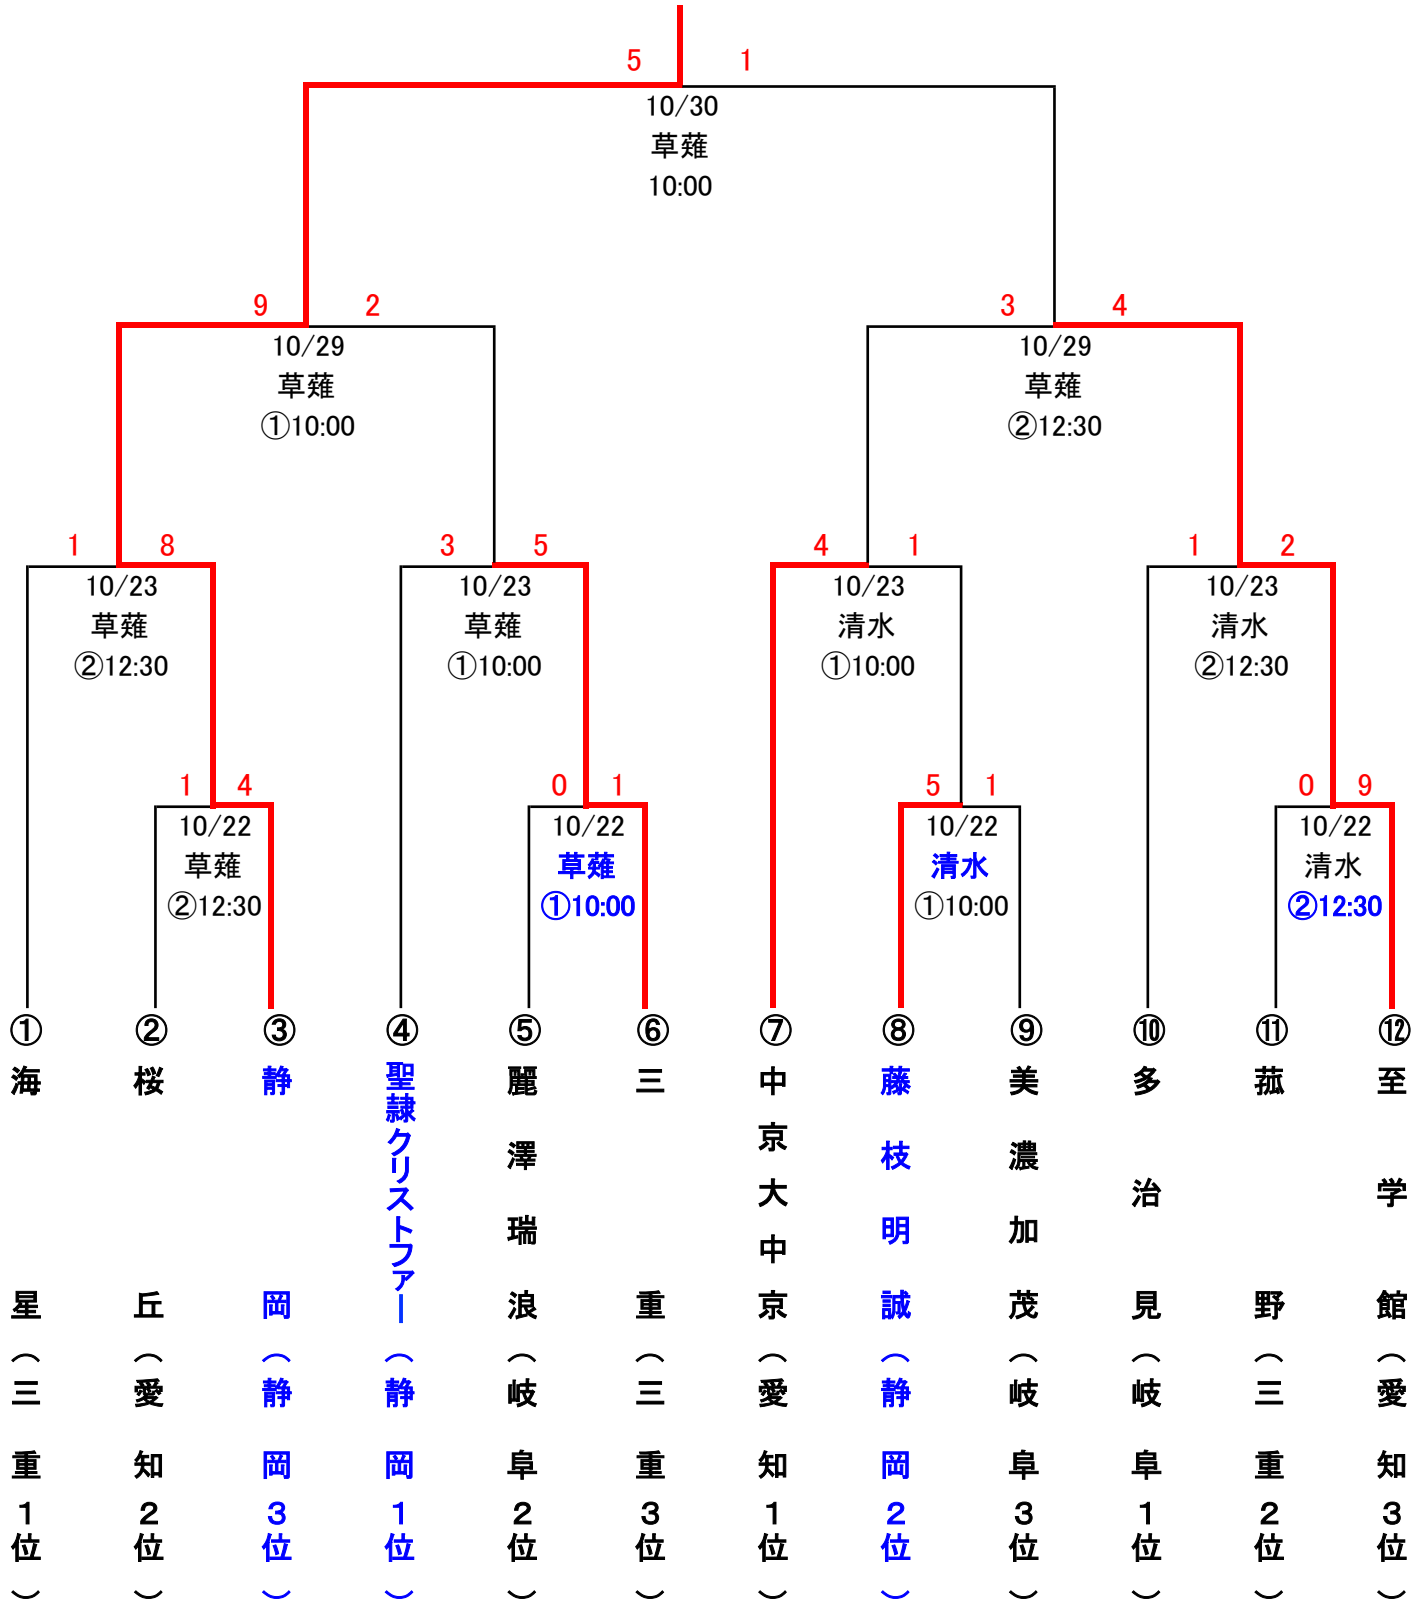 5 1
10/30
草薙
10:00
9 2
3 4
10/29
草薙
①10:00
10/29
草薙
②12:30
1 8
3 5
4 1
1 2
10/23
草薙
②12:30
10/23
草薙
①10:00
10/23
清水
①10:00
10/23
清水
②12:30
1 4
0 1
5 1
0 9
10/22
草薙
②12:30
10/22
草薙
①10:00
10/22
清水
①10:00
10/22
清水
②12:30
①海星(三重1位)
②桜丘(愛知2位)
③静岡(静岡3位)
④聖隷クリストファー(静岡1位)
⑤麗澤瑞浪(岐阜2位)
⑥三重(三重3位)
⑦中京大中京(愛知1位)
⑧藤枝明誠(静岡2位)
⑨美濃加茂(岐阜3位)
⑩多治見(岐阜1位)
⑪菰野(三重2位)
⑫至学館(愛知3位)